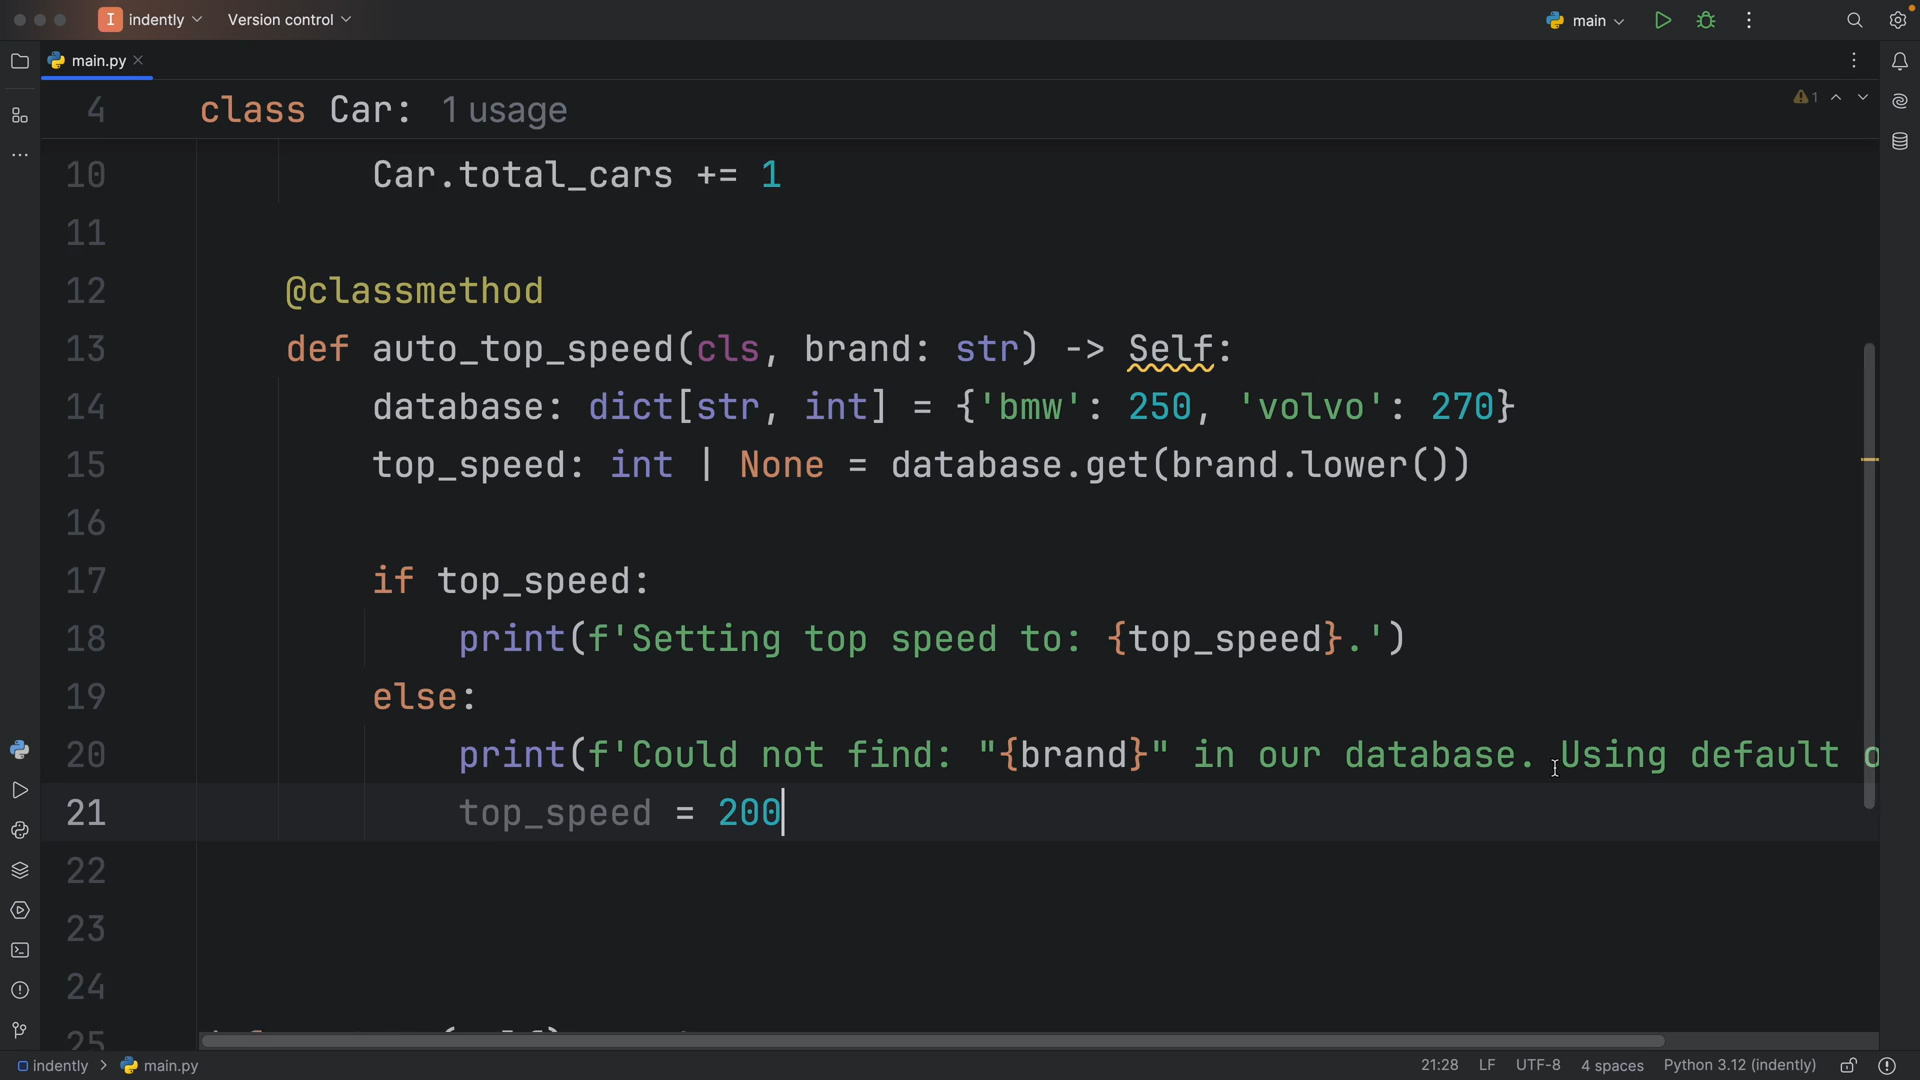 I indently Version control main
main.py
4 class Car: 1 usage
1
10 Car.total_cars += 1
11
12 @classmethod
13 def auto_top_speed(cls, brand: str) -> Self:
14 database: dict[str, int] = {'bmw': 250, 'volvo': 270}
15 top_speed: int | None = database.get(brand.lower())
16
17 if top_speed:
18 print(f'Setting top speed to: {top_speed}.')
19 else:
20 print(f'Could not find: "{brand}" in our database. Using default
21 top_speed = 200
22
23
24
25
indently > main.py 21:28 LF UTF-8 4 spaces Python 3.12 (indently)